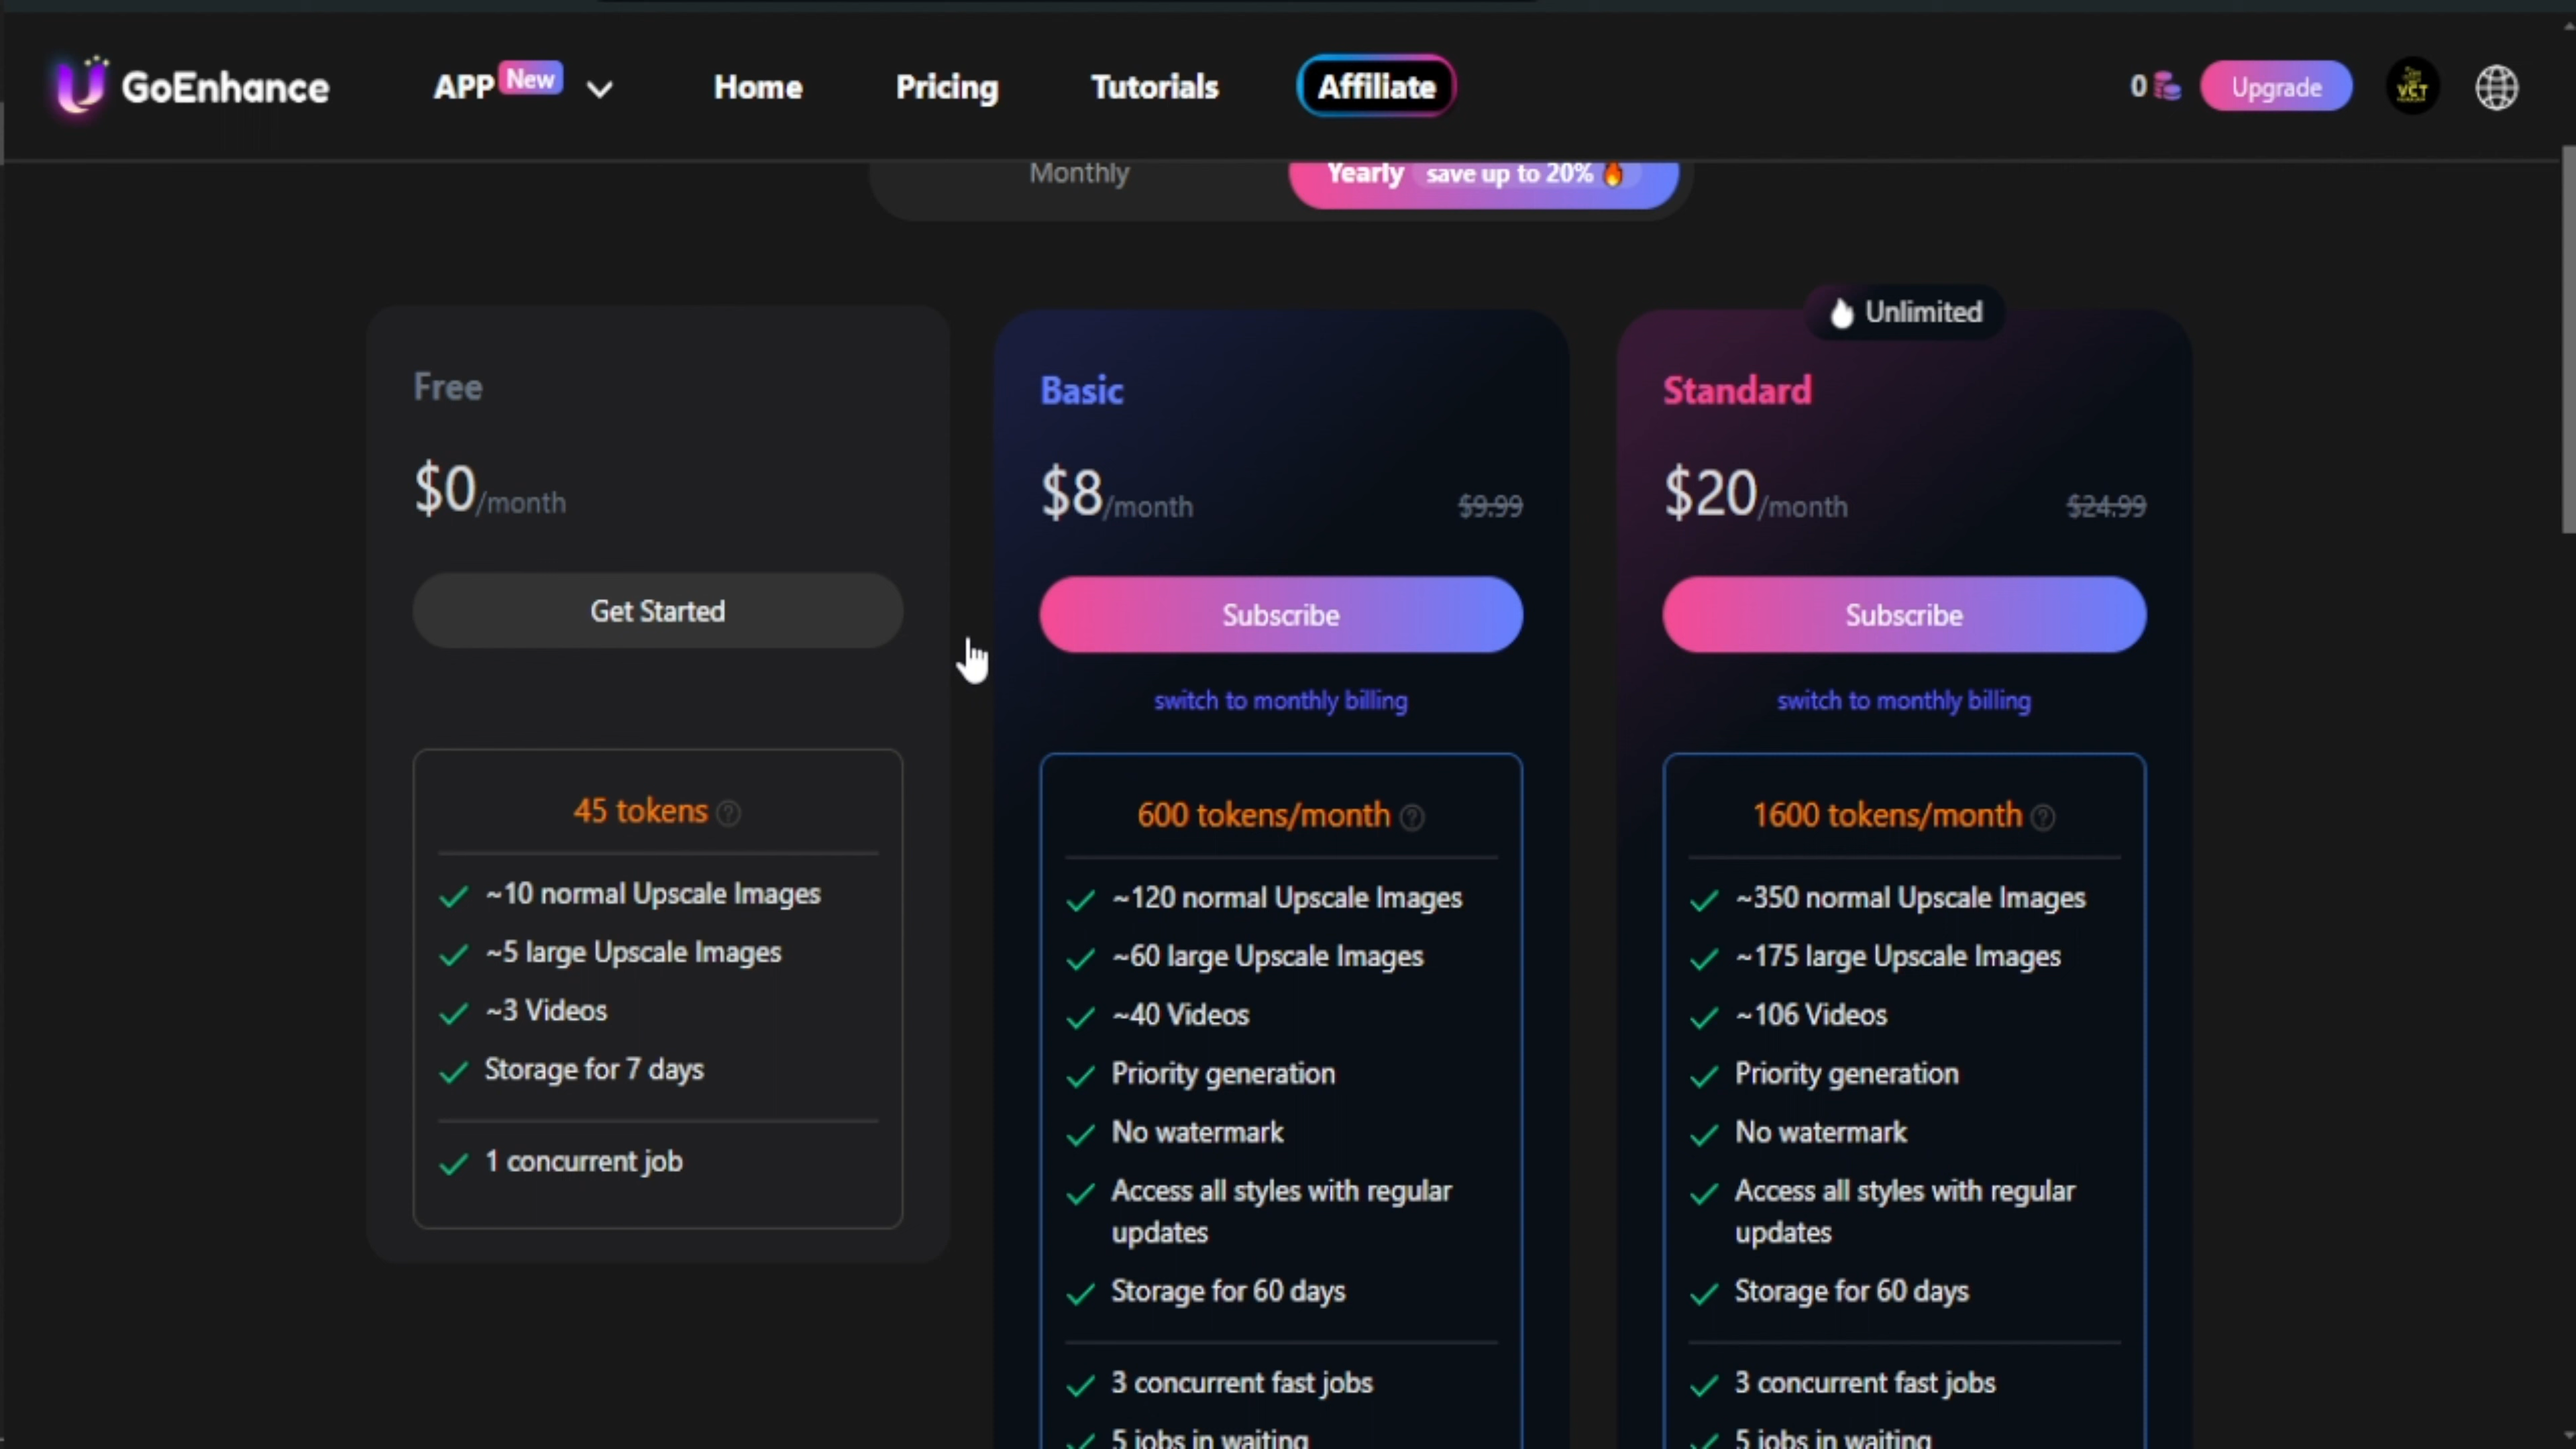 GoEnhance
APP New
Home
Pricing
Tutorials
Affiliate
0
Upgrade
VCT
Monthly
Yearly save up to 20% 🔥
Free
$0/month
Get Started
45 tokens ?
~10 normal Upscale Images
~5 large Upscale Images
~3 Videos
Storage for 7 days
1 concurrent job
Basic
$8/month $9.99
Subscribe
switch to monthly billing
600 tokens/month ?
~120 normal Upscale Images
~60 large Upscale Images
~40 Videos
Priority generation
No watermark
Access all styles with regular
updates
Storage for 60 days
3 concurrent fast jobs
5 jobs in waiting
Unlimited
Standard
$20/month $24.99
Subscribe
switch to monthly billing
1600 tokens/month ?
~350 normal Upscale Images
~175 large Upscale Images
~106 Videos
Priority generation
No watermark
Access all styles with regular
updates
Storage for 60 days
3 concurrent fast jobs
5 jobs in waiting